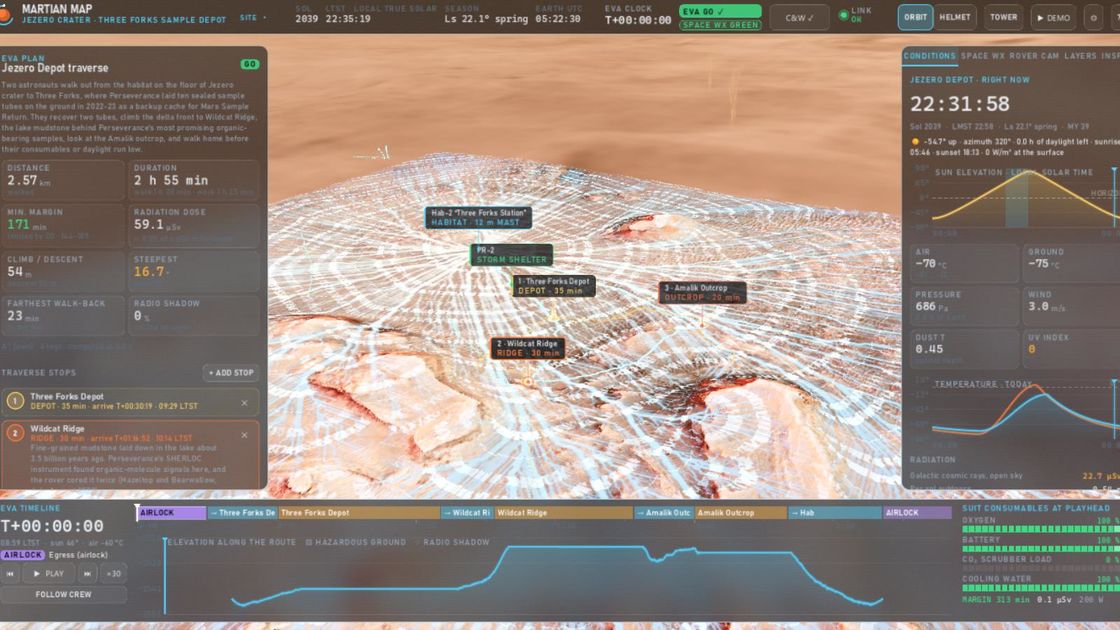 MARTIAN MAP
JEZERO CRATER · THREE FORKS SAMPLE DEPOT
SITE
SOL
2039
LTST · LOCAL TRUE SOLAR
22:35:19
SEASON
Ls 22.1° spring
EARTH UTC
05:22:30
EVA CLOCK
T+00:00:00
EVA GO ✓
SPACE WX GREEN
C&W ✓
LINK
OK
ORBIT
HELMET
TOWER
▶ DEMO
EVA PLAN
Jezero Depot traverse
GO
Two astronauts walk out from the habitat on the floor of Jezero
crater to Three Forks, where Perseverance laid ten sealed sample
tubes on the ground in 2022-23 as a backup cache for Mars Sample
Return. They recover two tubes, climb the delta front to Wildcat Ridge,
the lake mudstone behind Perseverance's most promising organic-
bearing samples, look at the Amalik outcrop, and walk home before
their consumables or daylight run low.
DISTANCE
2.57 km
DURATION
2 h 55 min
MIN. MARGIN
171 min
RADIATION DOSE
59.1 µSv
CLIMB / DESCENT
54 m
STEEPEST
16.7°
FARTHEST WALK-BACK
23 min
RADIO SHADOW
0 %
TRAVERSE STOPS
+ ADD STOP
1
Three Forks Depot
DEPOT · 35 min · arrive T+00:30:19 · 09:29 LTST
×
2
Wildcat Ridge
RIDGE · 30 min · arrive T+01:16:52 · 10:14 LTST
×
Fine-grained mudstone laid down in the lake about
3.5 billion years ago. Perseverance's SHERLOC
instrument found organic-molecule signals here, and
the rover cored it twice (Hazeltop and Bearwallow,
Hab-2 "Three Forks Station"
HABITAT · 12 m MAST
PR-2
STORM SHELTER
1 · Three Forks Depot
DEPOT · 35 min
3 · Amalik Outcrop
OUTCROP · 20 min
2 · Wildcat Ridge
RIDGE · 30 min
CONDITIONS
SPACE WX
ROVER CAM
LAYERS
INSP
JEZERO DEPOT · RIGHT NOW
22:31:58
Sol 2039 · LMST 22:58 · Ls 22.1° spring · MY 39
-54.7° up · azimuth 320° · 0.0 h of daylight left · sunrise
05:46 · sunset 18:13 · 0 W/m² at the surface
SUN ELEVATION · LOCAL SOLAR TIME
HORIZO
AIR
-70 °C
GROUND
-75 °C
PRESSURE
686 Pa
WIND
3.0 m/s
DUST τ
0.45
UV INDEX
0
TEMPERATURE · TODAY
RADIATION
Galactic cosmic rays, open sky
22.7 µSv
EVA TIMELINE
T+00:00:00
08:59 LTST · sun 46° · air -60 °C
AIRLOCK
Egress (airlock)
▶ PLAY
×30
FOLLOW CREW
AIRLOCK
→ Three Forks De
Three Forks Depot
→ Wildcat Ri
Wildcat Ridge
→ Amalik Outc
Amalik Outcrop
→ Hab
AIRLOCK
ELEVATION ALONG THE ROUTE
HAZARDOUS GROUND
RADIO SHADOW
SUIT CONSUMABLES AT PLAYHEAD
OXYGEN
100 %
BATTERY
100 %
CO₂ SCRUBBER LOAD
0 %
COOLING WATER
100 %
MARGIN 313 min
0.1 µSv
200 W